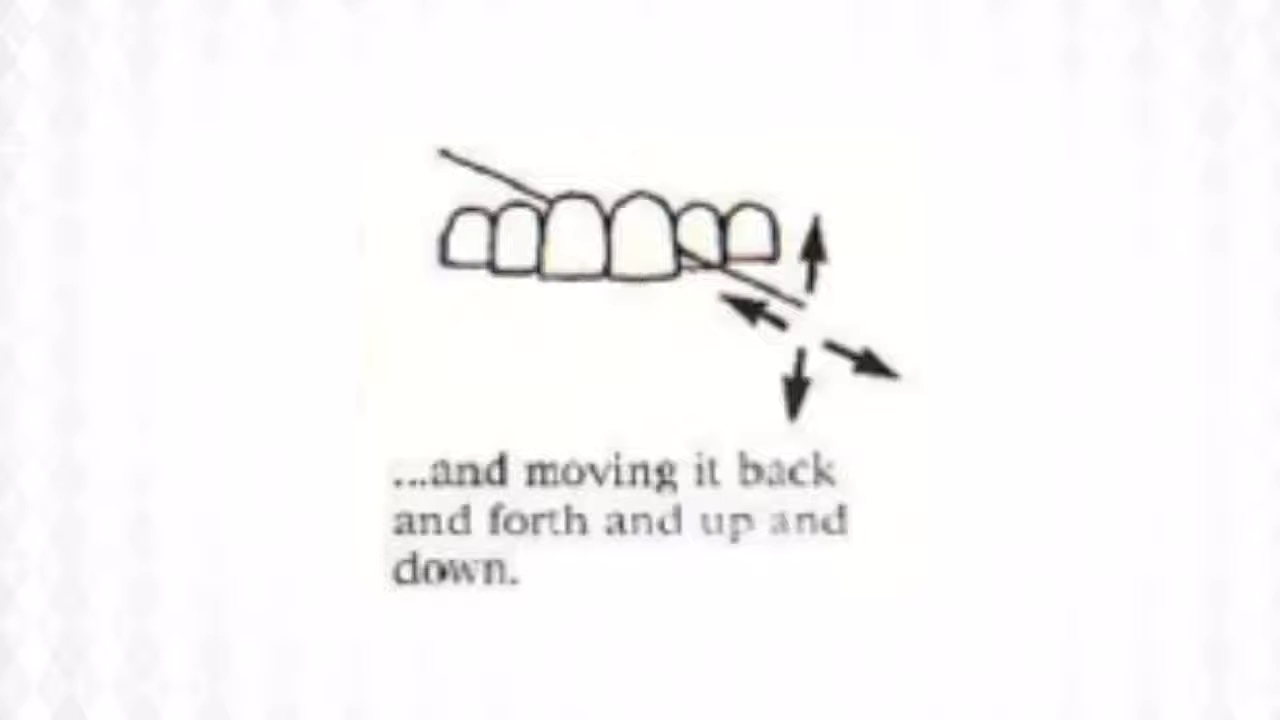 ...and moving it back
and forth and up and
down.